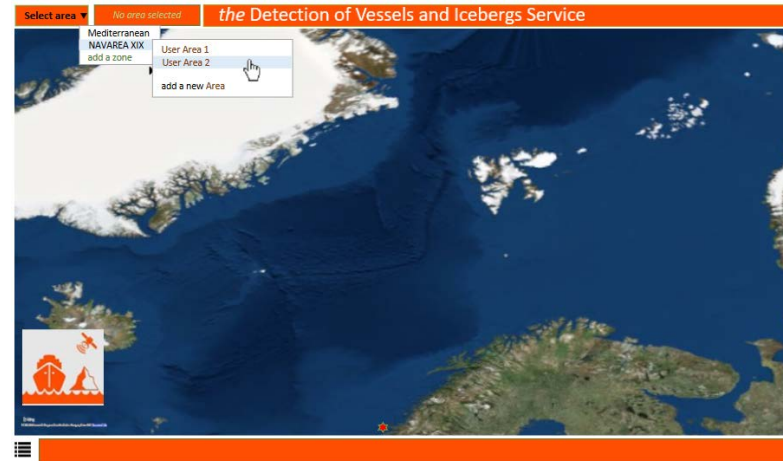 Select area ▼
No area selected
the Detection of Vessels and Icebergs Service
Mediterranean
NAVAREA XIX
add a zone
User Area 1
User Area 2
add a new Area